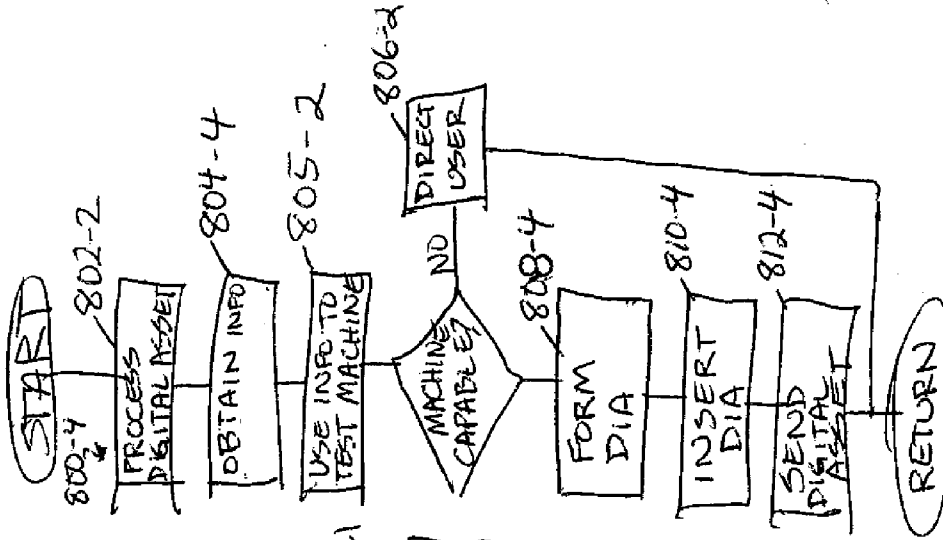 START
800-4
802-2
PROCESS
DIGITAL ASSET
804-4
OBTAIN INFO
805-2
USE INFO TO
TEST MACHINE
MACHINE
CAPABLE?
NO
806-2
DIRECT
USER
808-4
FORM
DIA
810-4
INSERT
DIA
812-4
SEND
DIGITAL
ASSET
RETURN